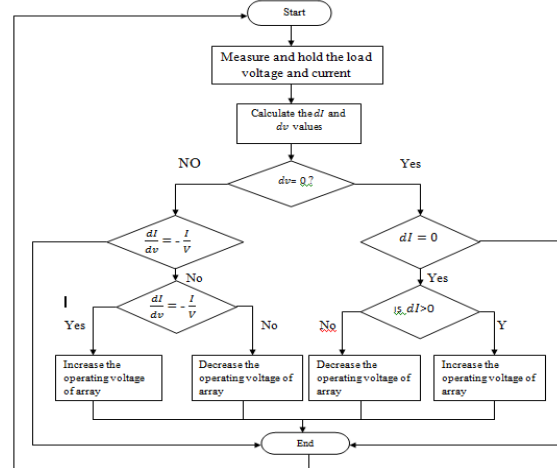 Start
Measure and hold the load
voltage and current
Calculate the dI and
dv values
NO
Yes
dv= 0 ?
dI/dv = - I/V
dI = 0
No
Yes
I
dI/dv = - I/V
is dI>0
Yes
No
No
Y
Increase the
operating voltage
of array
Decrease the
operating voltage of
array
Decrease the
operating voltage of
array
Increase the
operating voltage of
array
End